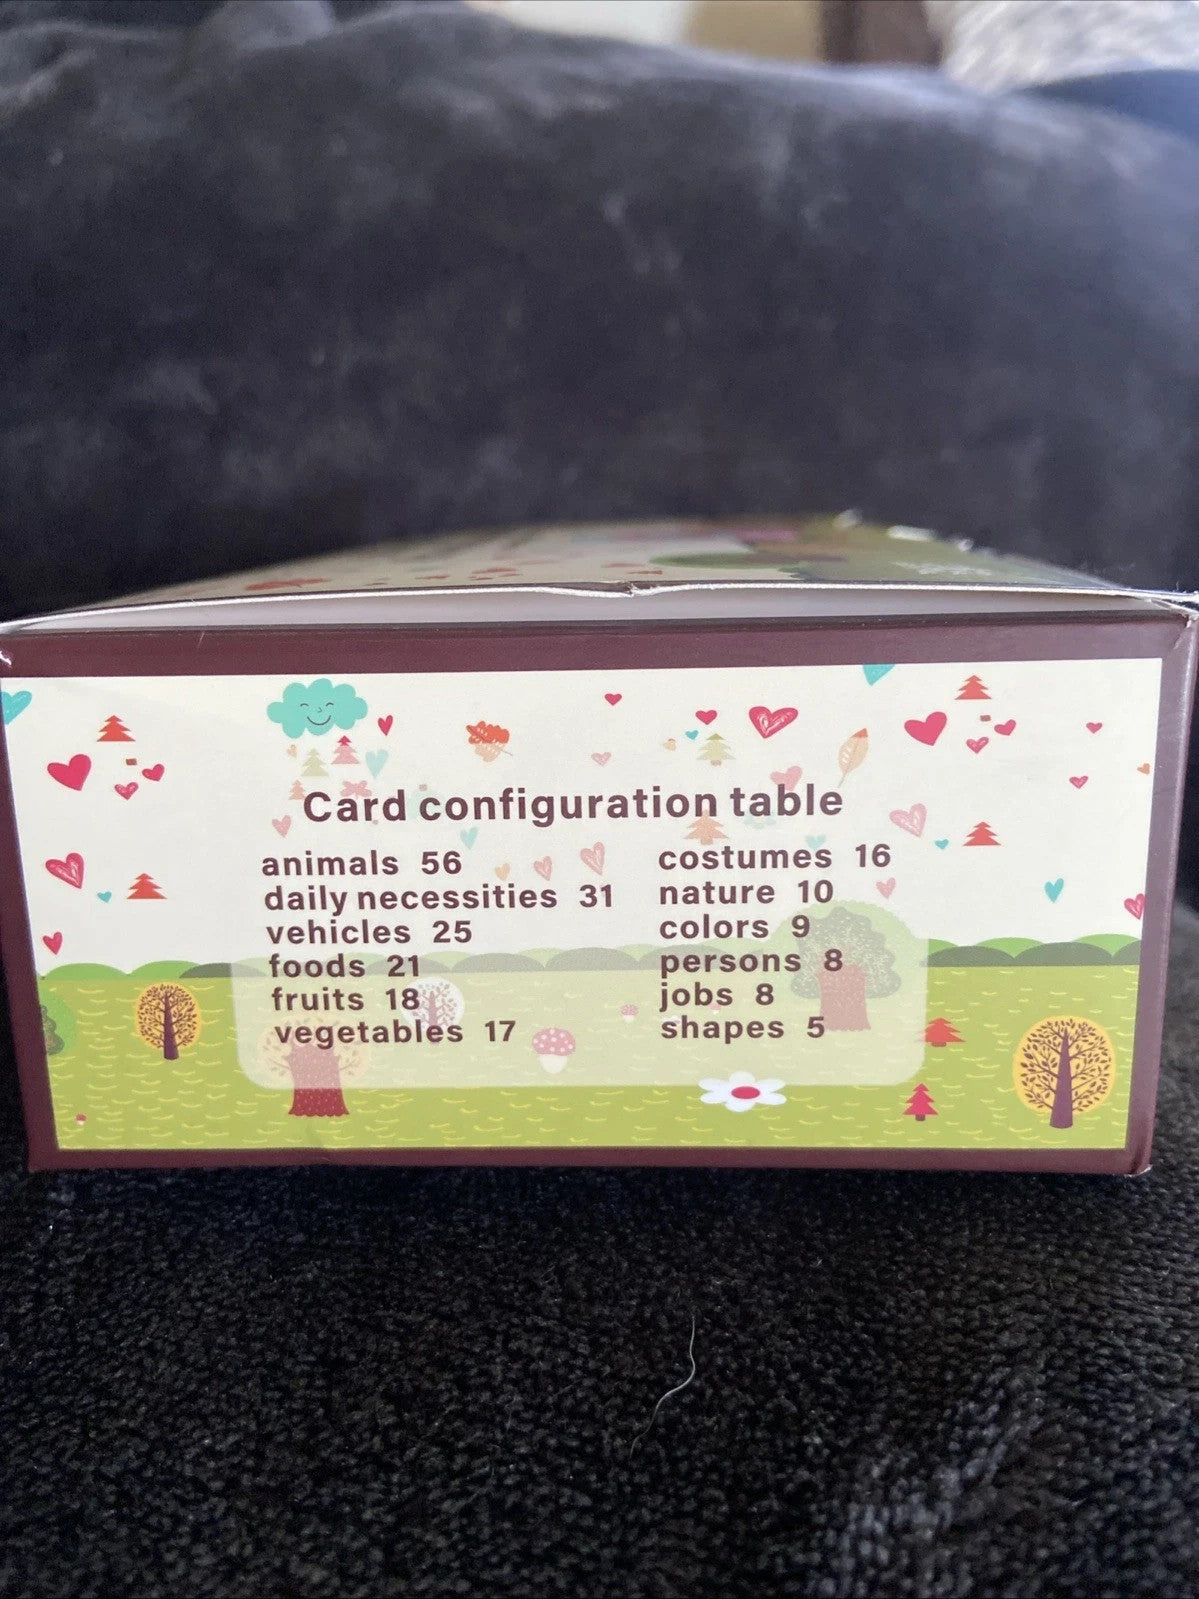 Card configuration table
animals 56
daily necessities 31
vehicles 25
foods 21
fruits 18
vegetables 17
costumes 16
nature 10
colors 9
persons 8
jobs 8
shapes 5